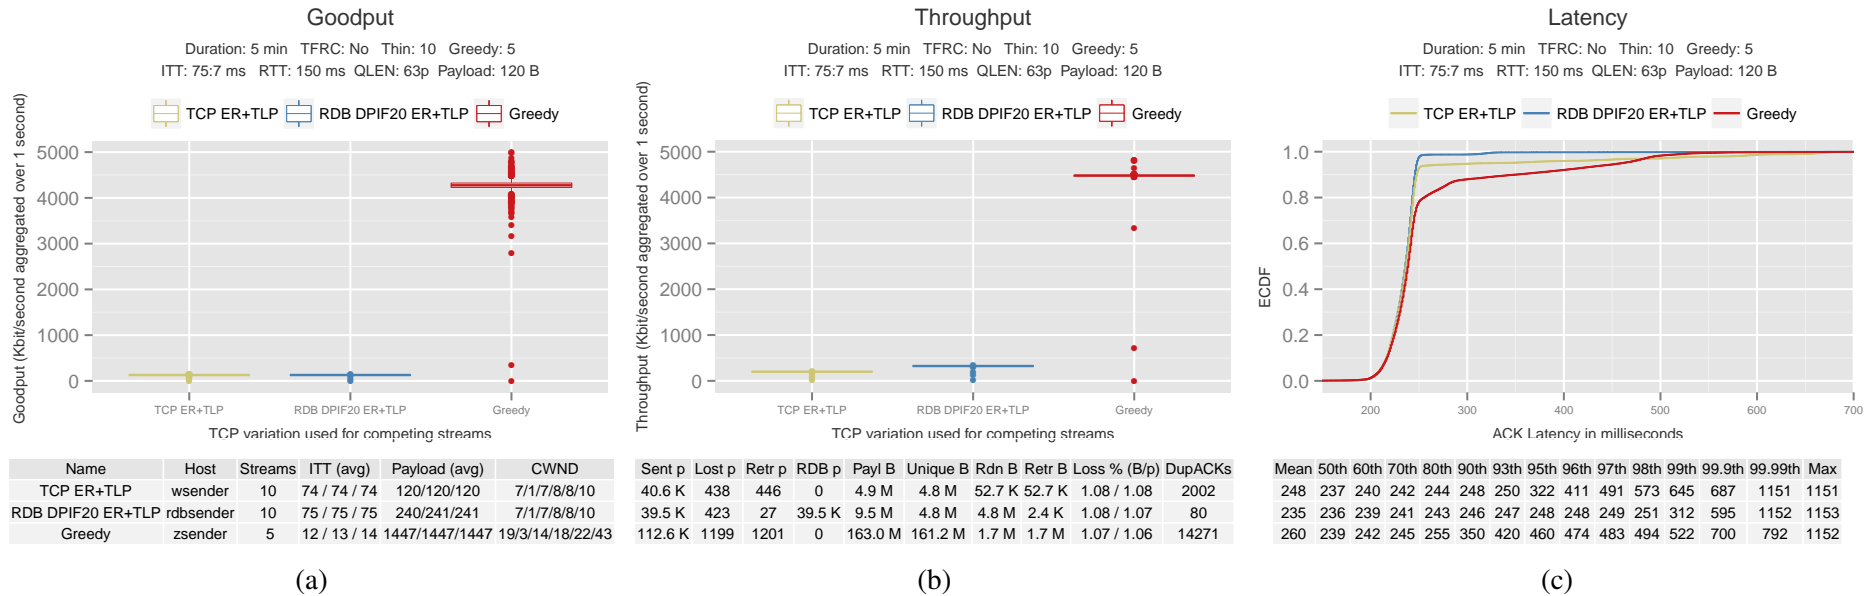 Goodput
Duration: 5 min TFRC: No Thin: 10 Greedy: 5
ITT: 75:7 ms RTT: 150 ms QLEN: 63p Payload: 120 B
TCP ER+TLP RDB DPIF20 ER+TLP Greedy
Goodput (Kbit/second aggregated over 1 second)
5000
4000
3000
2000
1000
0
TCP ER+TLP RDB DPIF20 ER+TLP Greedy
TCP variation used for competing streams
Name Host Streams ITT (avg) Payload (avg) CWND
TCP ER+TLP wsender 10 74 / 74 / 74 120/120/120 7/1/7/8/8/10
RDB DPIF20 ER+TLP rdbsender 10 75 / 75 / 75 240/241/241 7/1/7/8/8/10
Greedy zsender 5 12 / 13 / 14 1447/1447/1447 19/3/14/18/22/43
(a)
Throughput
Duration: 5 min TFRC: No Thin: 10 Greedy: 5
ITT: 75:7 ms RTT: 150 ms QLEN: 63p Payload: 120 B
TCP ER+TLP RDB DPIF20 ER+TLP Greedy
Throughput (Kbit/second aggregated over 1 second)
5000
4000
3000
2000
1000
0
TCP ER+TLP RDB DPIF20 ER+TLP Greedy
TCP variation used for competing streams
Sent p Lost p Retr p RDB p Payl B Unique B Rdn B Retr B Loss % (B/p) DupACKs
40.6 K 438 446 0 4.9 M 4.8 M 52.7 K 52.7 K 1.08 / 1.08 2002
39.5 K 423 27 39.5 K 9.5 M 4.8 M 4.8 M 2.4 K 1.08 / 1.07 80
112.6 K 1199 1201 0 163.0 M 161.2 M 1.7 M 1.7 M 1.07 / 1.06 14271
(b)
Latency
Duration: 5 min TFRC: No Thin: 10 Greedy: 5
ITT: 75:7 ms RTT: 150 ms QLEN: 63p Payload: 120 B
TCP ER+TLP RDB DPIF20 ER+TLP Greedy
ECDF
1.0
0.8
0.6
0.4
0.2
0.0
200 300 400 500 600 700
ACK Latency in milliseconds
Mean 50th 60th 70th 80th 90th 93th 95th 96th 97th 98th 99th 99.9th 99.99th Max
248 237 240 242 244 248 250 322 411 491 573 645 687 1151 1151
235 236 239 241 243 246 247 248 248 249 251 312 595 1152 1153
260 239 242 245 255 350 420 460 474 483 494 522 700 792 1152
(c)